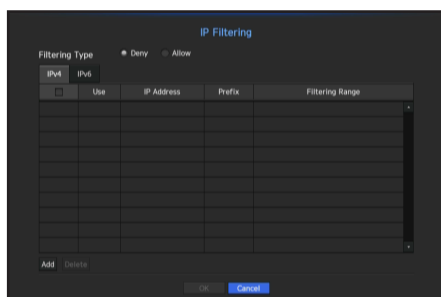 IP Filtering
Filtering Type Deny Allow
IPv4 IPv6
Use IP Address Prefix Filtering Range
Add Delete
OK Cancel